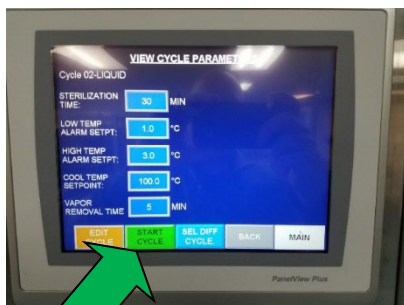 VIEW CYCLE PARAMET
Cycle 02-LIQUID
STERILIZATION
TIME: 30 MIN
LOW TEMP
ALARM SETPT: 1.0 °C
HIGH TEMP
ALARM SETPT: 3.0 °C
COOL TEMP
SETPOINT: 100.0 °C
VAPOR
REMOVAL TIME 5 MIN
EDIT START SEL DIFF
CYCLE CYCLE CYCLE. BACK MAIN
PanelView Plus